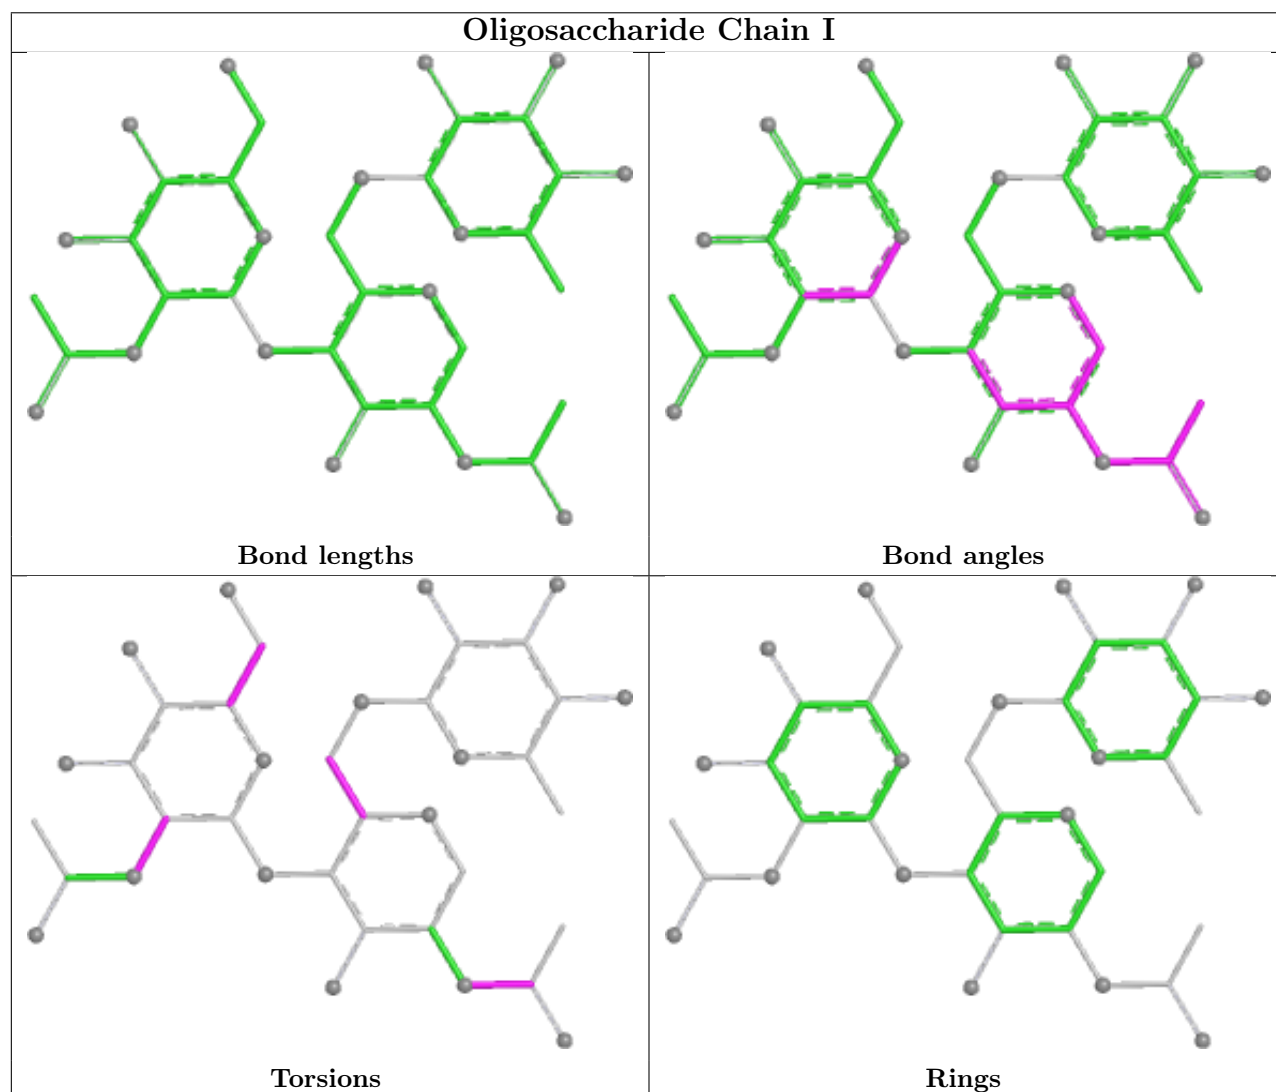 Oligosaccharide Chain I
Bond lengths
Bond angles
Torsions
Rings